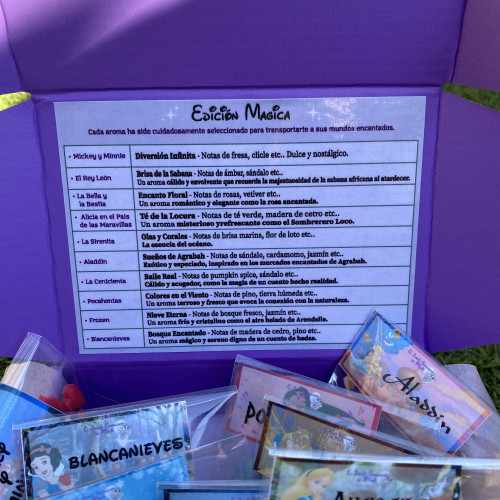 Edición Magica
Cada aroma ha sido cuidadosamente seleccionado para transportarte a sus mundos encantados.
• Mickey y Minnie Diversión Infinita - Notas de fresa, chicle etc.. Dulce y nostálgico.
• El Rey León Brisa de la Sabana - Notas de ámbar, sándalo etc..
Un aroma cálido y envolvente que recuerda la majestuosidad de la sabana africana al atardecer.
• La Bella y la Bestia Encanto Floral - Notas de rosas, vetiver etc..
Un aroma romántico y elegante como la rosa encantada.
• Alicia en el Pais de las Maravillas Té de la Locura - Notas de té verde, madera de cetro etc..
Un aroma misterioso yrefrescante como el Sombrerero Loco.
• La Sirenita Olas y Corales - Notas de brisa marina, flor de loto etc..
La esencia del océano.
• Aladdin Sueños de Agrabah - Notas de sándalo, cardamomo, jazmín etc..
Exótico y especiado, inspirado en los mercados encantados de Agrabah.
• La Cenicienta Baile Real - Notas de pumpkin spice, sándalo etc..
Cálido y acogedor, como la magia de un cuento hecho realidad.
• Pocahontas Colores en el Viento - Notas de pino, tierra húmeda etc..
Un aroma terroso y fresco que evoca la conexión con la naturaleza.
• Frozen Nieve Eterna - Notas de bosque fresco, jazmín etc..
Un aroma frío y cristalino como el aire helado de Arendelle.
• Blancanieves Bosque Encantado - Notas de madera de cedro, pino etc..
Un aroma mágico y sereno digno de un cuento de hadas.
Aladdin
BLANCANIEVES